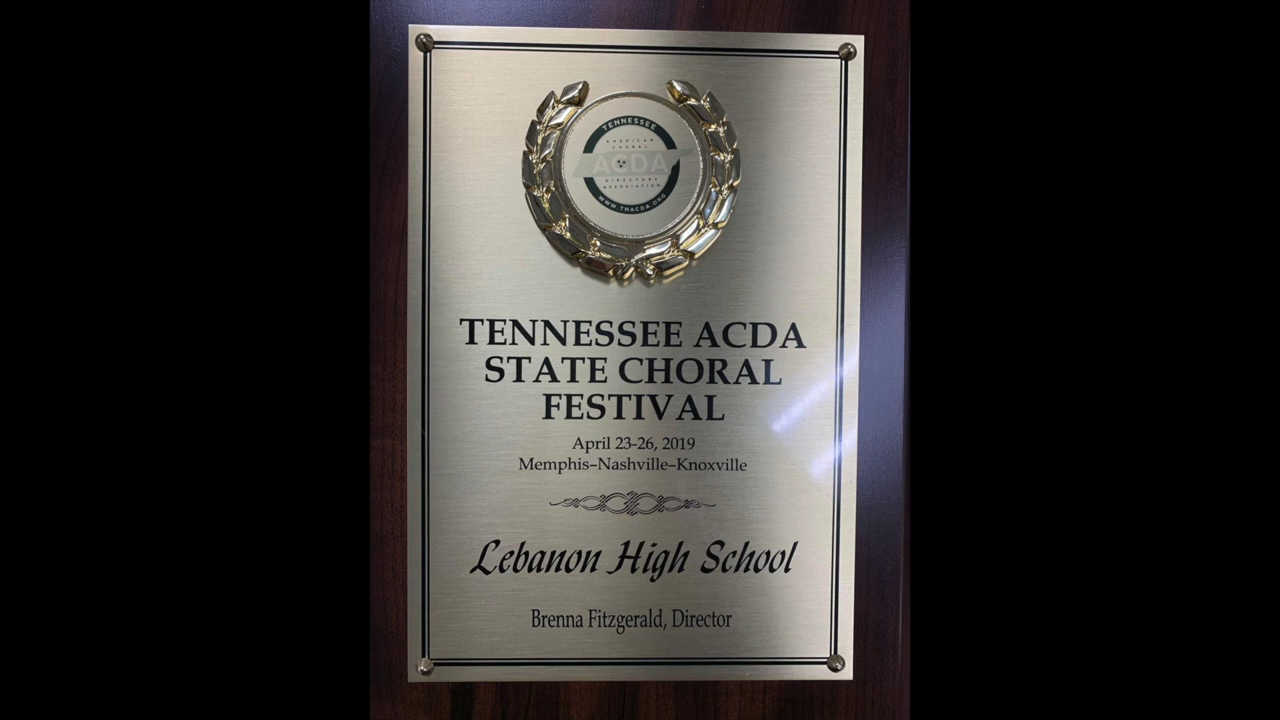 TENNESSEE
AMERICAN
CHORAL
ACDA
DIRECTORS
ASSOCIATION
WWW.TNACDA.ORG
TENNESSEE ACDA
STATE CHORAL
FESTIVAL
April 23-26, 2019
Memphis–Nashville–Knoxville
Lebanon High School
Brenna Fitzgerald, Director